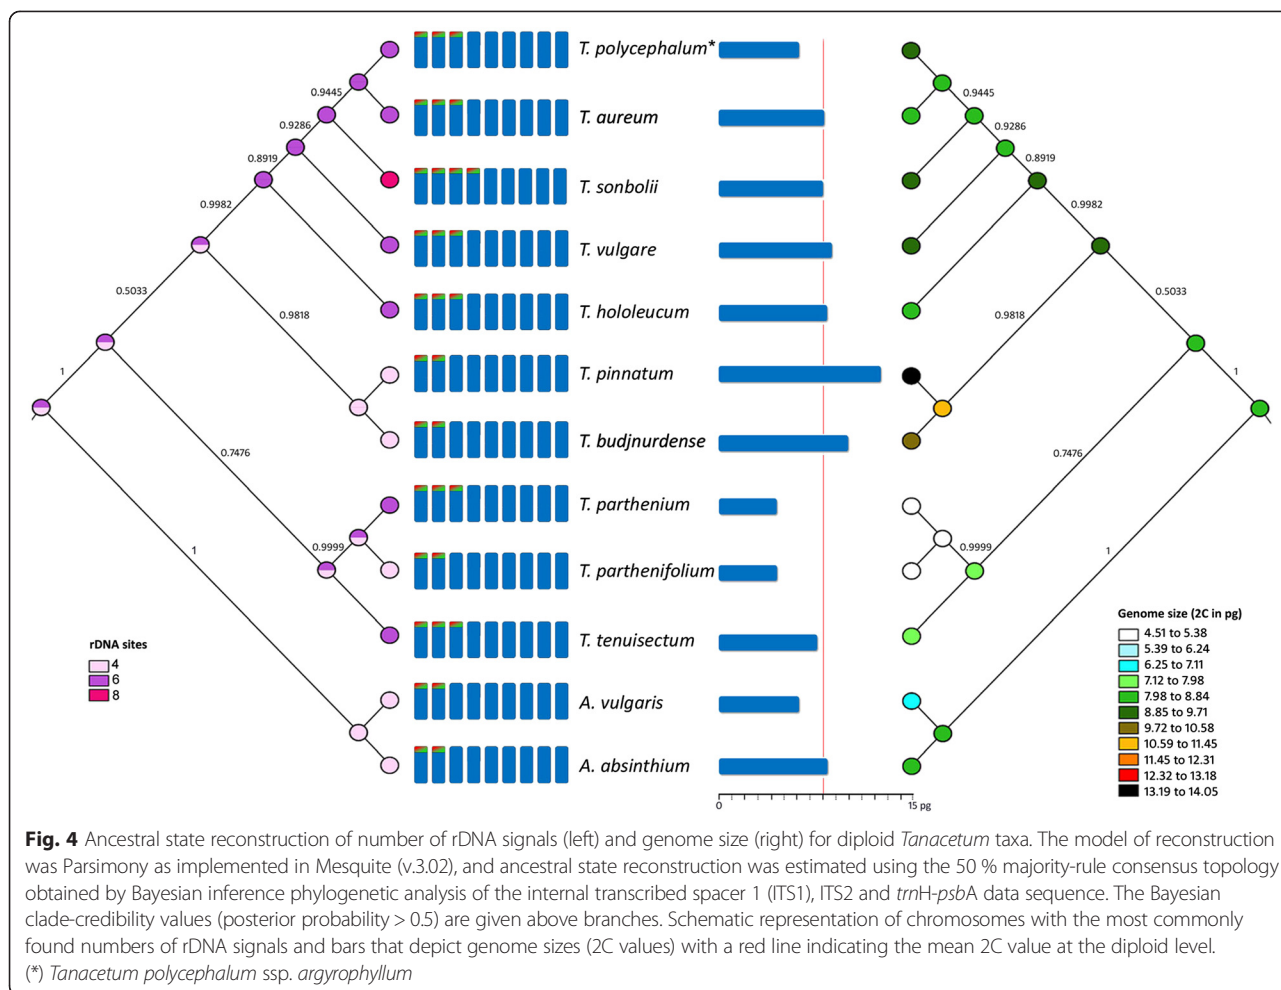 T. polycephalum*
0.9445
0.9445
T. aureum
0.9286
0.9286
0.8919
0.8919
T. sonbolii
0.9982
0.9982
T. vulgare
0.5033
0.5033
T. hololeucum
0.9818
0.9818
1
1
T. pinnatum
T. budjnurdense
0.7476
0.7476
T. parthenium
0.9999
0.9999
1
1
T. parthenifolium
T. tenuisectum
A. vulgaris
A. absinthium
0
15 pg
rDNA sites
4
6
8
Genome size (2C in pg)
4.51 to 5.38
5.39 to 6.24
6.25 to 7.11
7.12 to 7.98
7.98 to 8.84
8.85 to 9.71
9.72 to 10.58
10.59 to 11.45
11.45 to 12.31
12.32 to 13.18
13.19 to 14.05
Fig. 4 Ancestral state reconstruction of number of rDNA signals (left) and genome size (right) for diploid Tanacetum taxa. The model of reconstruction
was Parsimony as implemented in Mesquite (v.3.02), and ancestral state reconstruction was estimated using the 50 % majority-rule consensus topology
obtained by Bayesian inference phylogenetic analysis of the internal transcribed spacer 1 (ITS1), ITS2 and trnH-psbA data sequence. The Bayesian
clade-credibility values (posterior probability > 0.5) are given above branches. Schematic representation of chromosomes with the most commonly
found numbers of rDNA signals and bars that depict genome sizes (2C values) with a red line indicating the mean 2C value at the diploid level.
(*) Tanacetum polycephalum ssp. argyrophyllum